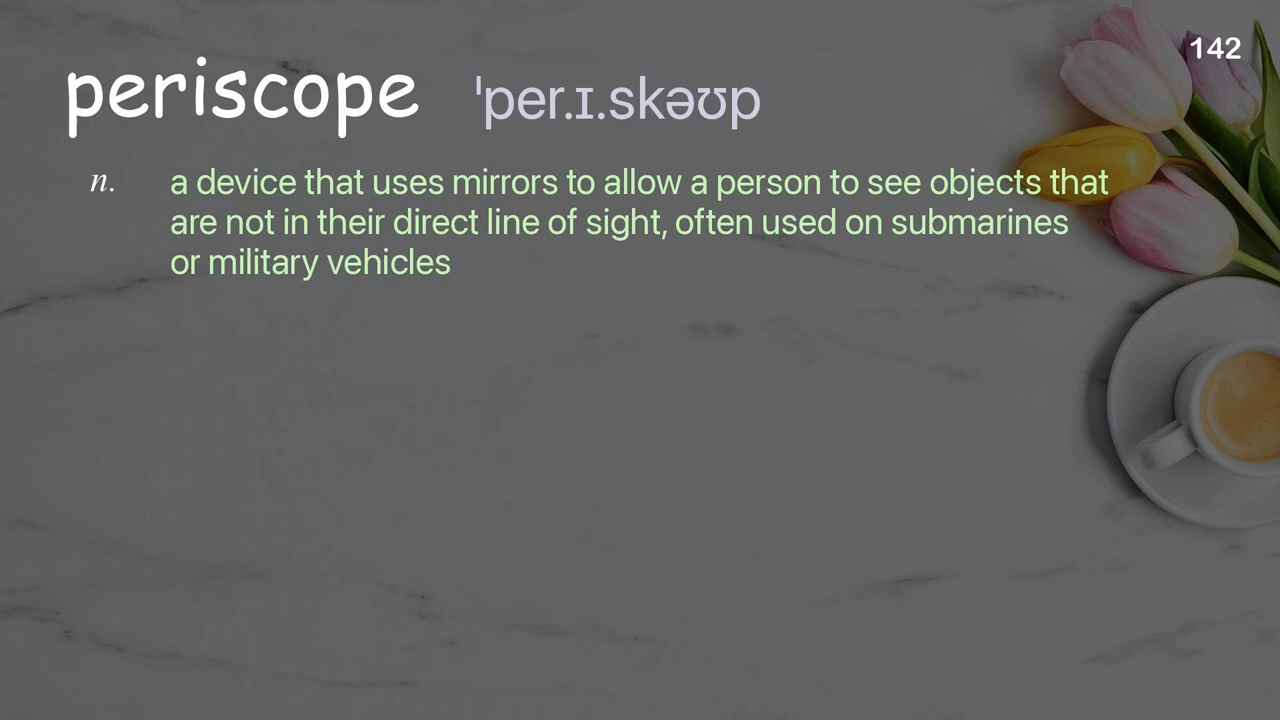 142
periscope ˈper.ɪ.skəʊp
n. a device that uses mirrors to allow a person to see objects that
are not in their direct line of sight, often used on submarines
or military vehicles